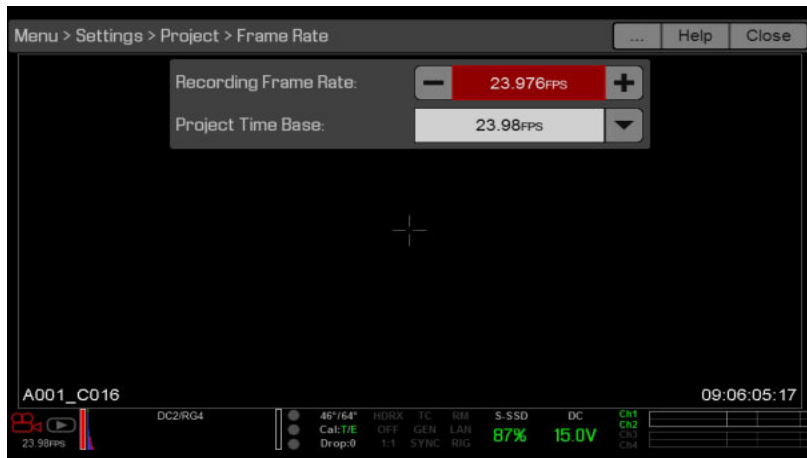 Menu > Settings > Project > Frame Rate ... Help Close
Recording Frame Rate: 23.976FPS
Project Time Base: 23.98FPS
A001_C016 09:06:05:17
DC2/RG4 46°/64° HDRX TC RM S-SSD DC Ch1
Cal:T/E OFF GEN LAN 87% 15.0V Ch2
23.98FPS Drop:0 1:1 SYNC RIG Ch3
Ch4